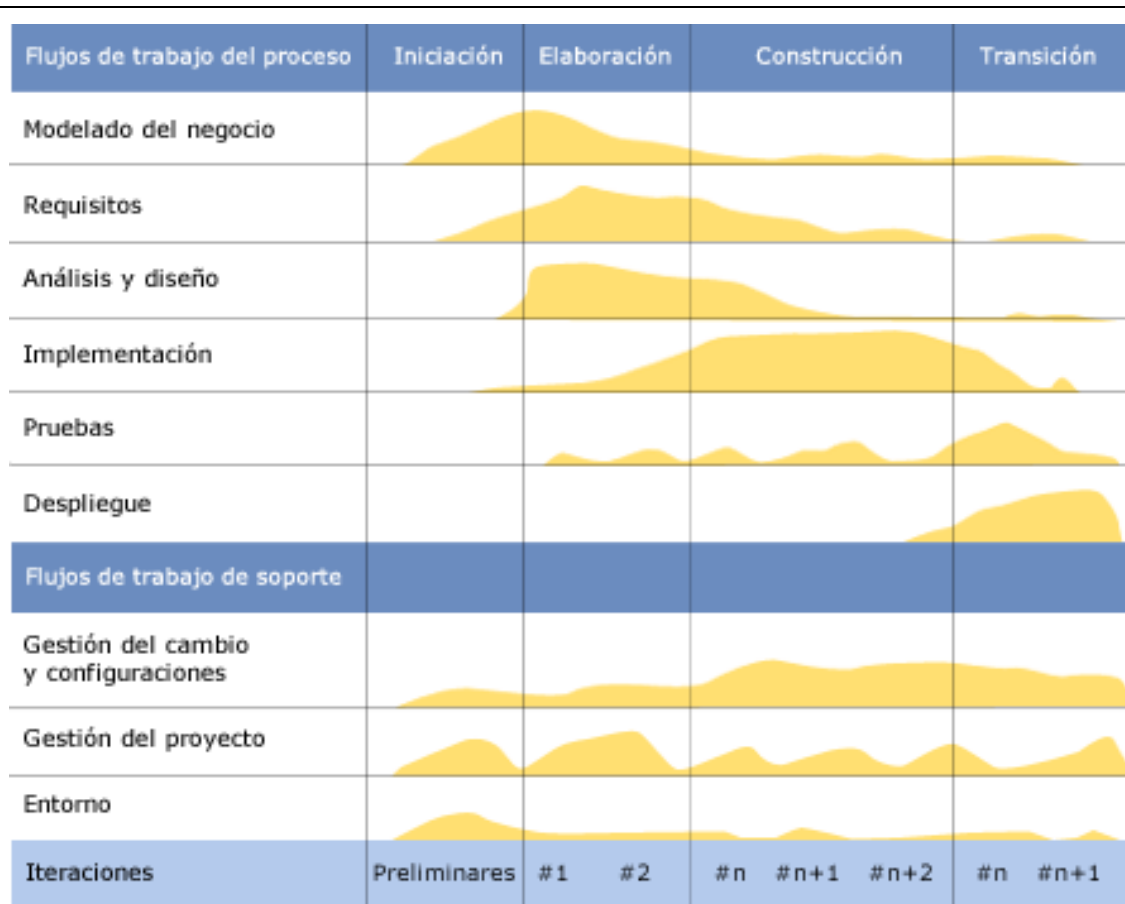 Flujos de trabajo del proceso Iniciación Elaboración Construcción Transición
Modelado del negocio
Requisitos
Análisis y diseño
Implementación
Pruebas
Despliegue
Flujos de trabajo de soporte
Gestión del cambio
y configuraciones
Gestión del proyecto
Entorno
Iteraciones Preliminares #1 #2 #n #n+1 #n+2 #n #n+1